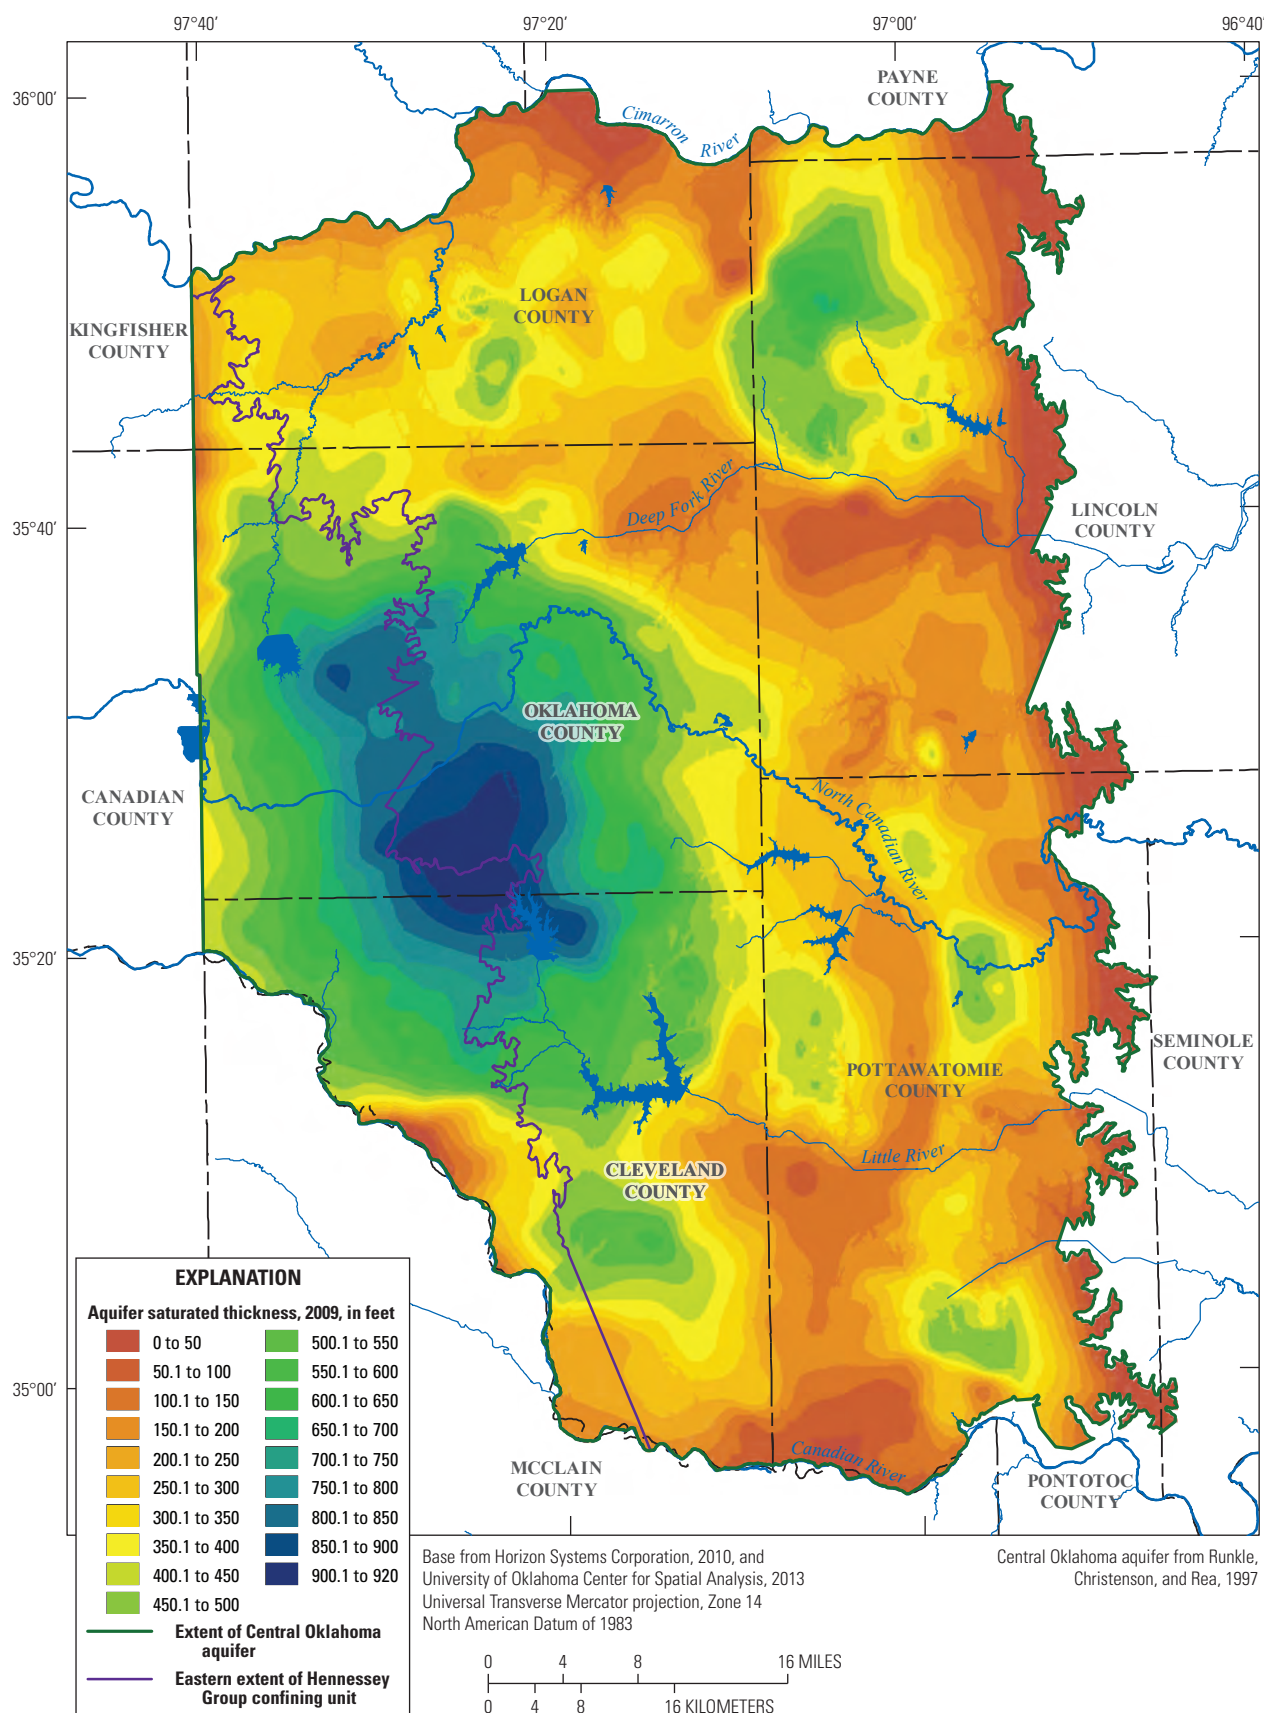 97°40′
97°20′
97°00′
96°40′
36°00′
35°40′
35°20′
35°00′
PAYNE
COUNTY
Cimarron
River
LOGAN
COUNTY
KINGFISHER
COUNTY
Deep Fork River
LINCOLN
COUNTY
OKLAHOMA
COUNTY
CANADIAN
COUNTY
North Canadian River
POTTAWATOMIE
COUNTY
SEMINOLE
COUNTY
Little River
CLEVELAND
COUNTY
MCCLAIN
COUNTY
Canadian River
PONTOTOC
COUNTY
EXPLANATION
Aquifer saturated thickness, 2009, in feet
0 to 50
50.1 to 100
100.1 to 150
150.1 to 200
200.1 to 250
250.1 to 300
300.1 to 350
350.1 to 400
400.1 to 450
450.1 to 500
500.1 to 550
550.1 to 600
600.1 to 650
650.1 to 700
700.1 to 750
750.1 to 800
800.1 to 850
850.1 to 900
900.1 to 920
Extent of Central Oklahoma
aquifer
Eastern extent of Hennessey
Group confining unit
Base from Horizon Systems Corporation, 2010, and
University of Oklahoma Center for Spatial Analysis, 2013
Universal Transverse Mercator projection, Zone 14
North American Datum of 1983
Central Oklahoma aquifer from Runkle,
Christenson, and Rea, 1997
0 4 8 16 MILES
0 4 8 16 KILOMETERS